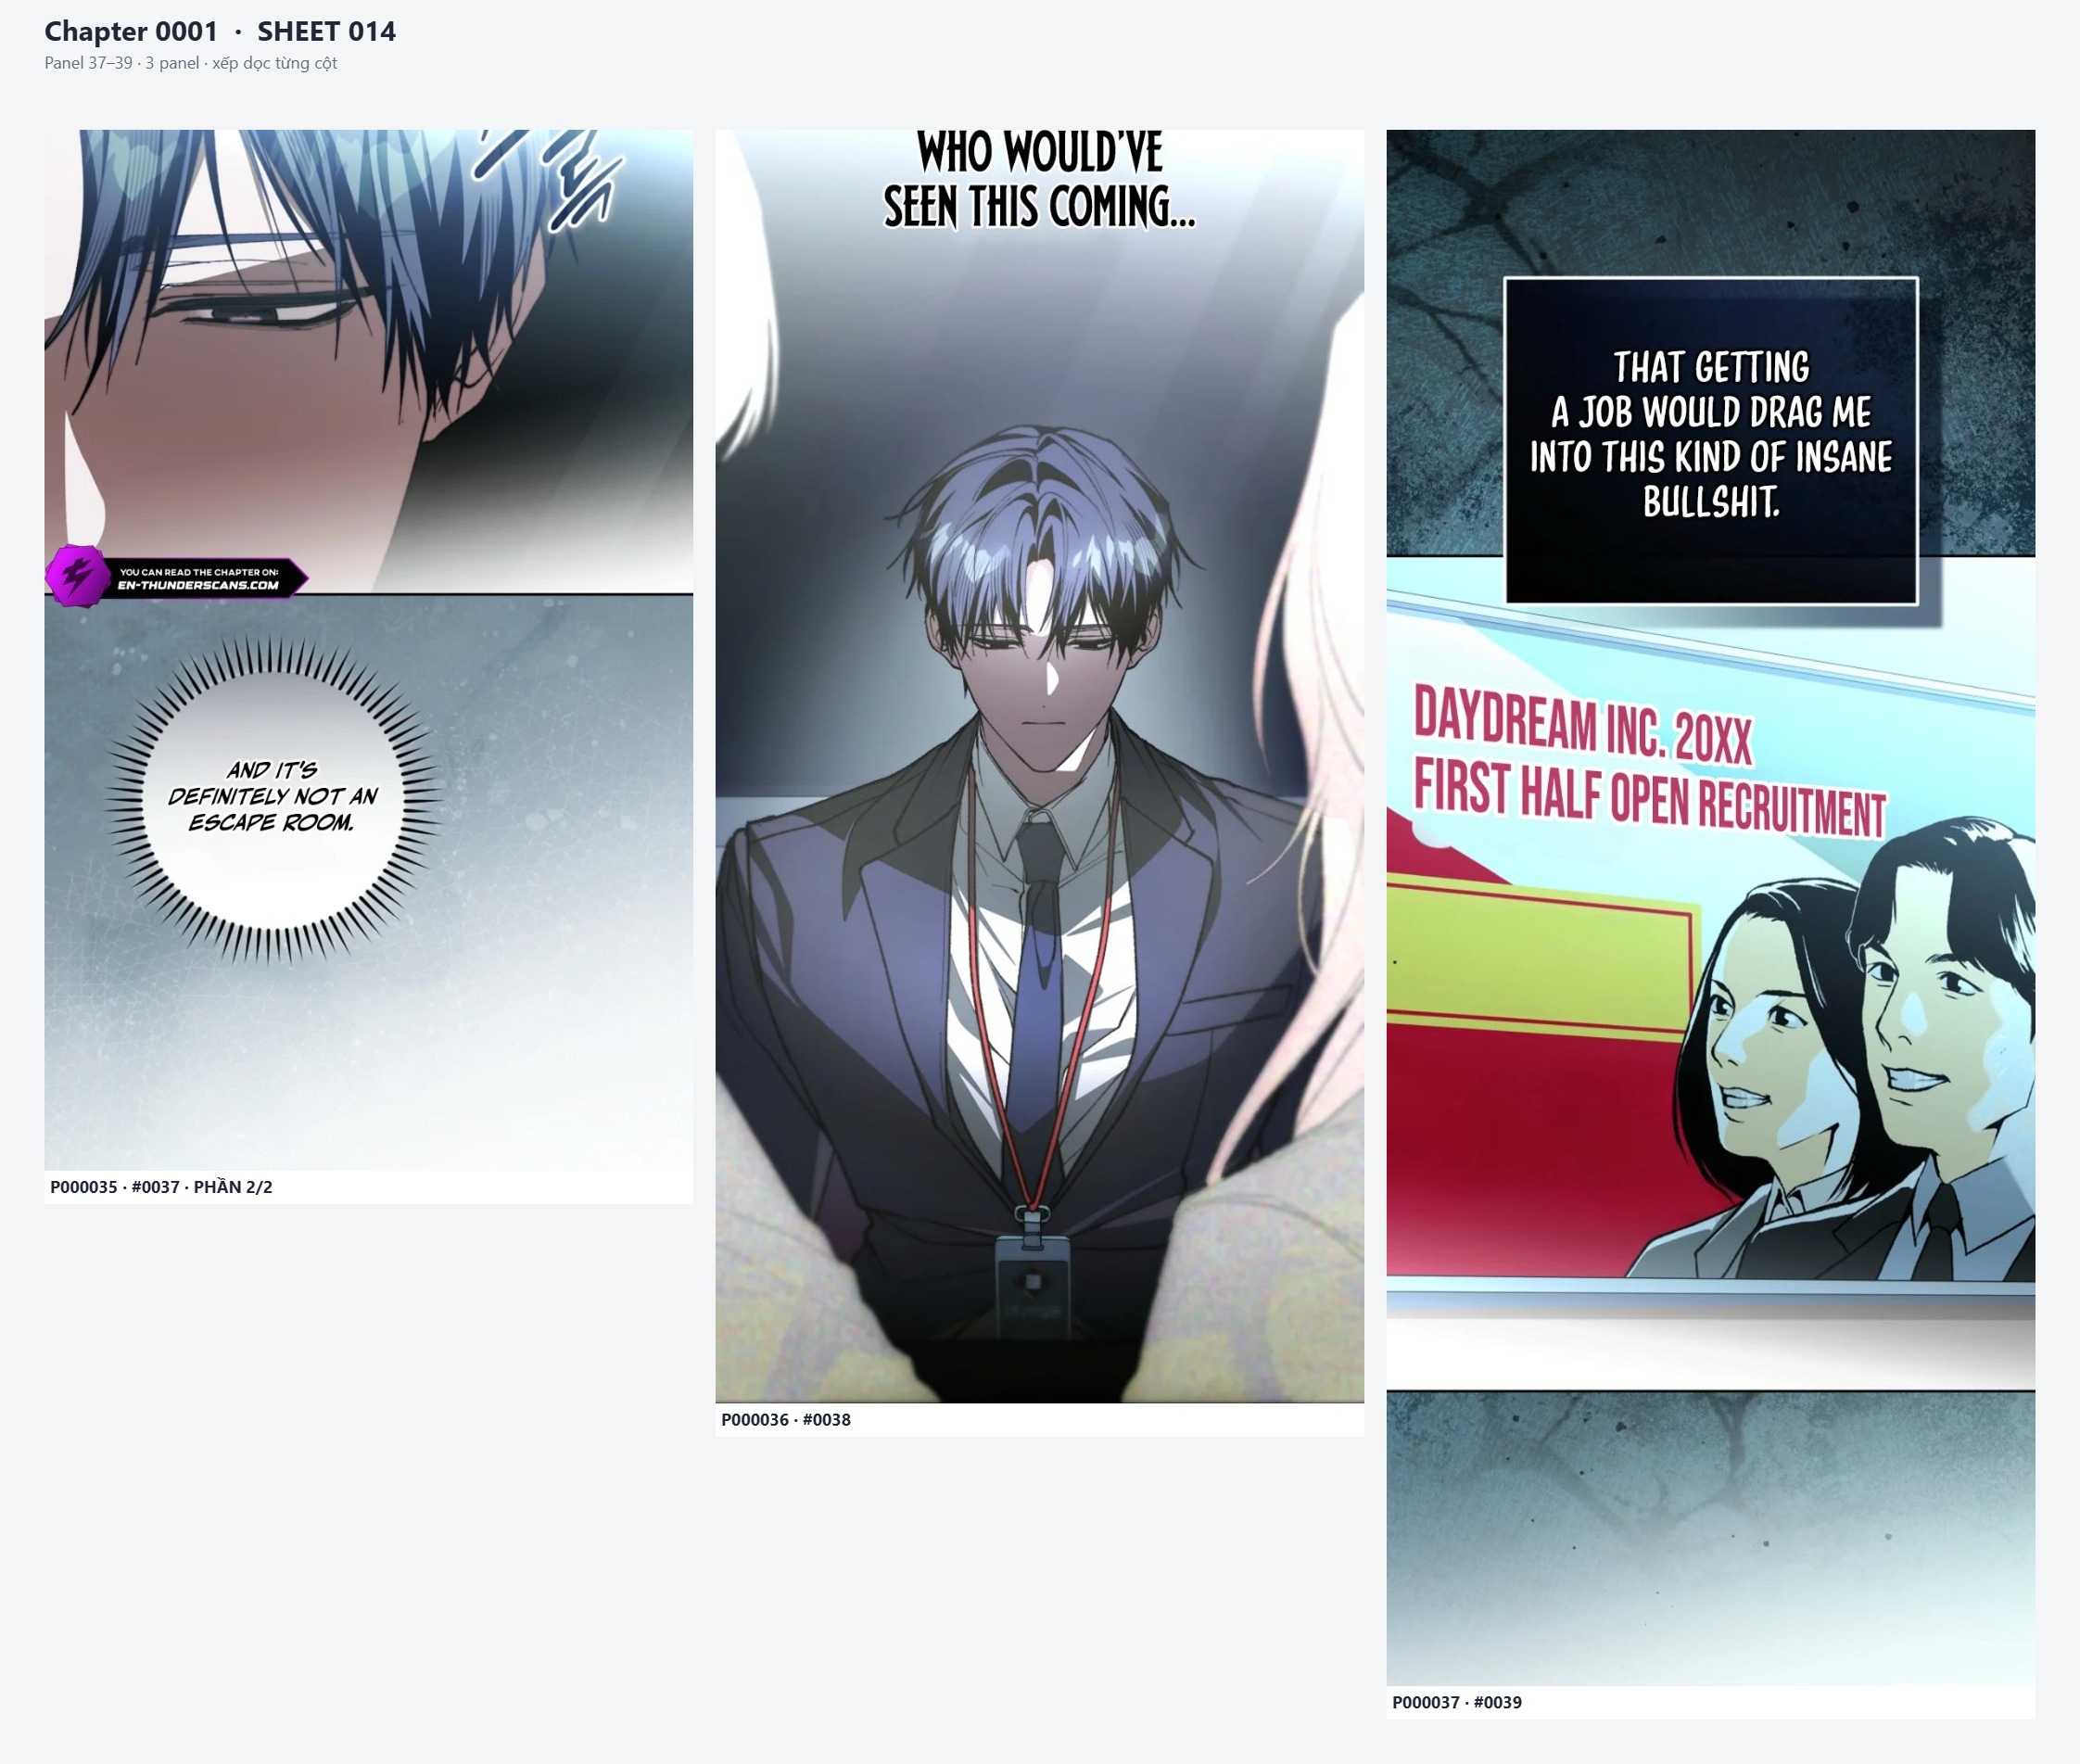 Chapter 0001 · SHEET 014
Panel 37–39 · 3 panel · xếp dọc từng cột
YOU CAN READ THE CHAPTER ON:
EN-THUNDERSCANS.COM
AND IT'S
DEFINITELY NOT AN
ESCAPE ROOM.
P000035 · #0037 · PHẦN 2/2
WHO WOULD'VE
SEEN THIS COMING...
P000036 · #0038
THAT GETTING
A JOB WOULD DRAG ME
INTO THIS KIND OF INSANE
BULLSHIT.
DAYDREAM INC. 20XX
FIRST HALF OPEN RECRUITMENT
P000037 · #0039